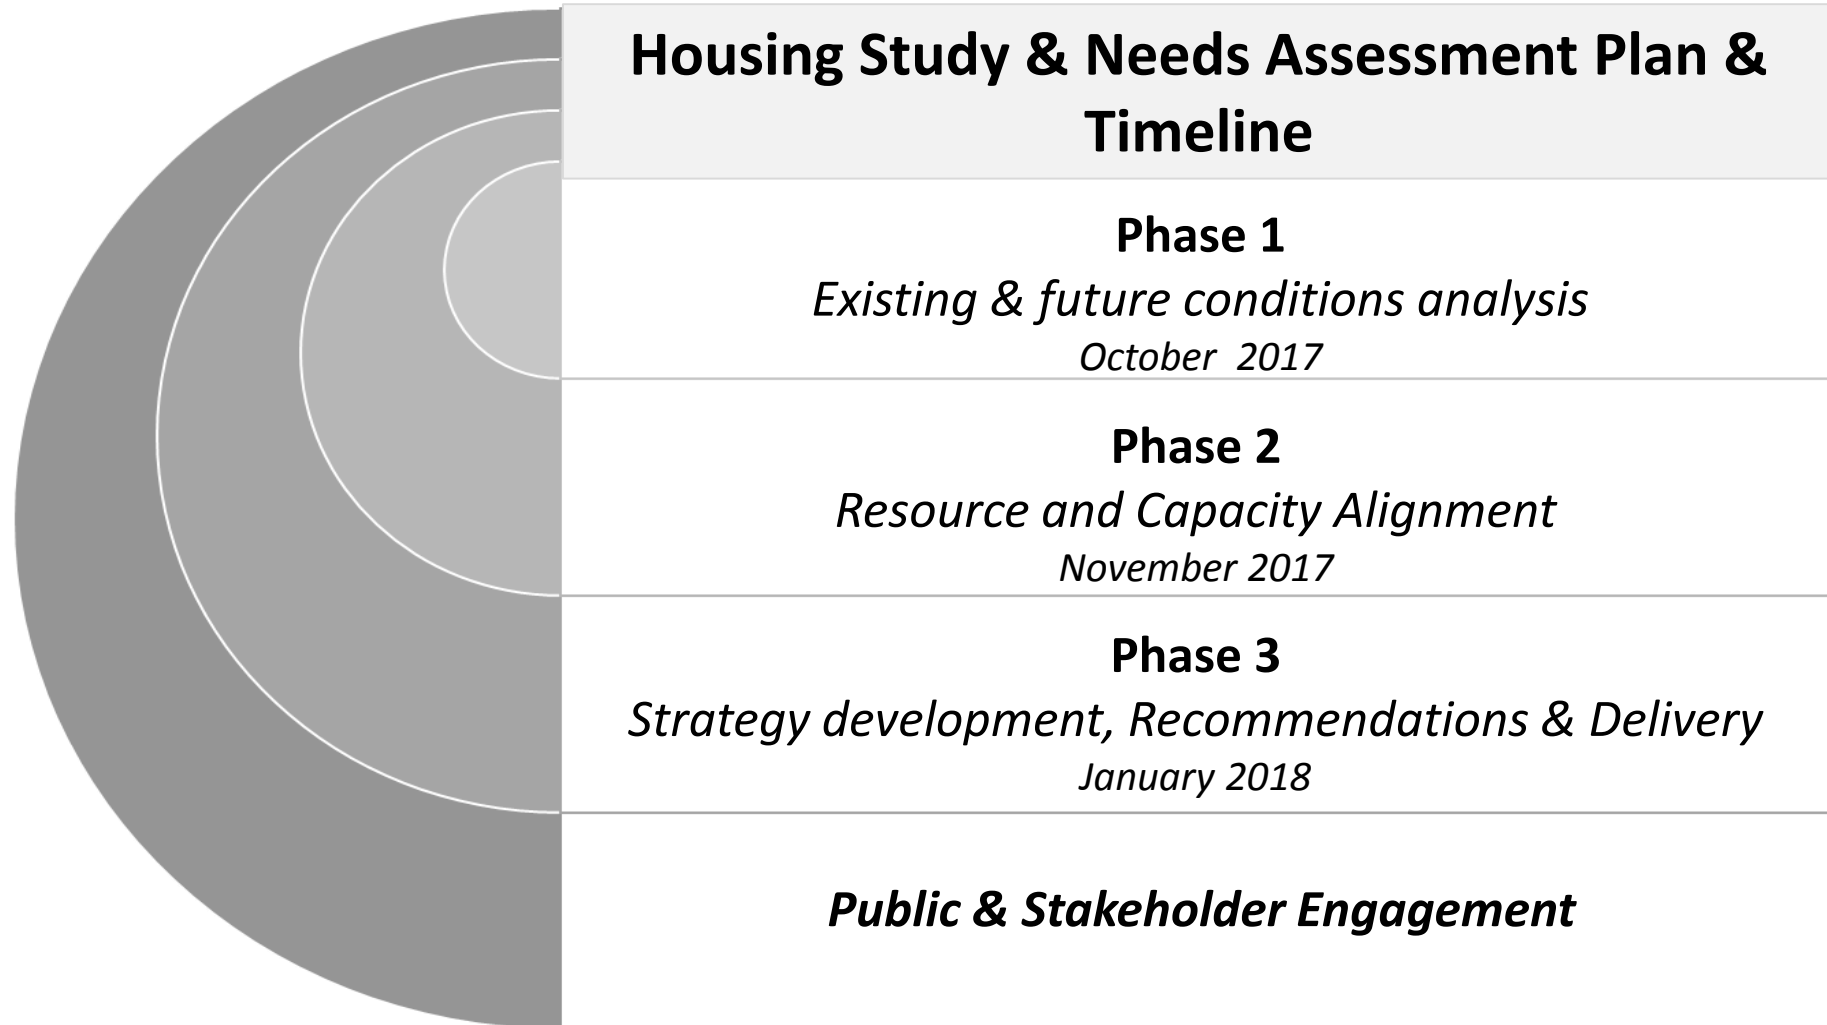 Housing Study & Needs Assessment Plan &
Timeline
Phase 1
Existing & future conditions analysis
October  2017
Phase 2
Resource and Capacity Alignment
November 2017
Phase 3
Strategy development, Recommendations & Delivery
January 2018
Public & Stakeholder Engagement